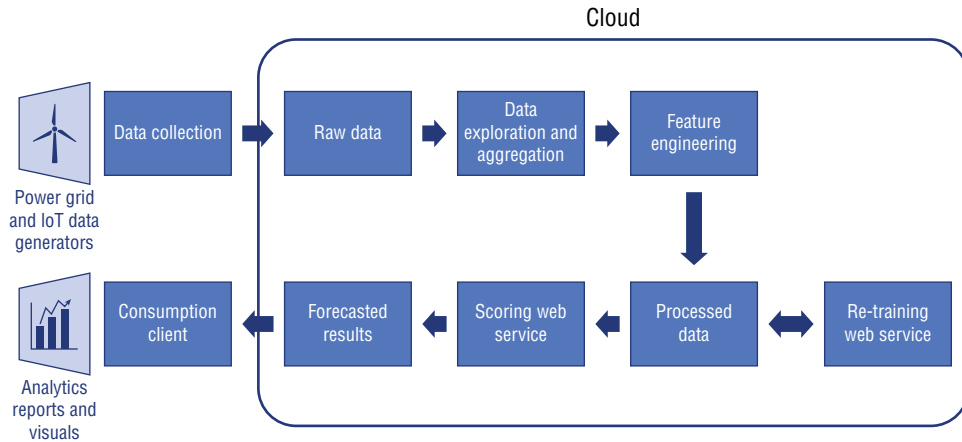 Cloud
Data collection
Raw data
Data
exploration and
aggregation
Feature
engineering
Power grid
and IoT data
generators
Consumption
client
Forecasted
results
Scoring web
service
Processed
data
Re-training
web service
Analytics
reports and
visuals